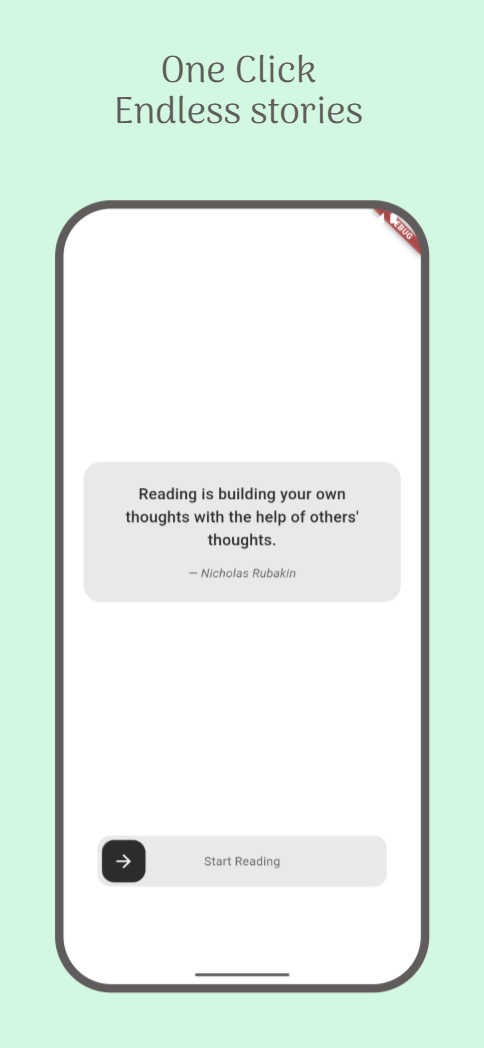 One Click
Endless stories
Reading is building your own
thoughts with the help of others'
thoughts.
— Nicholas Rubakin
Start Reading